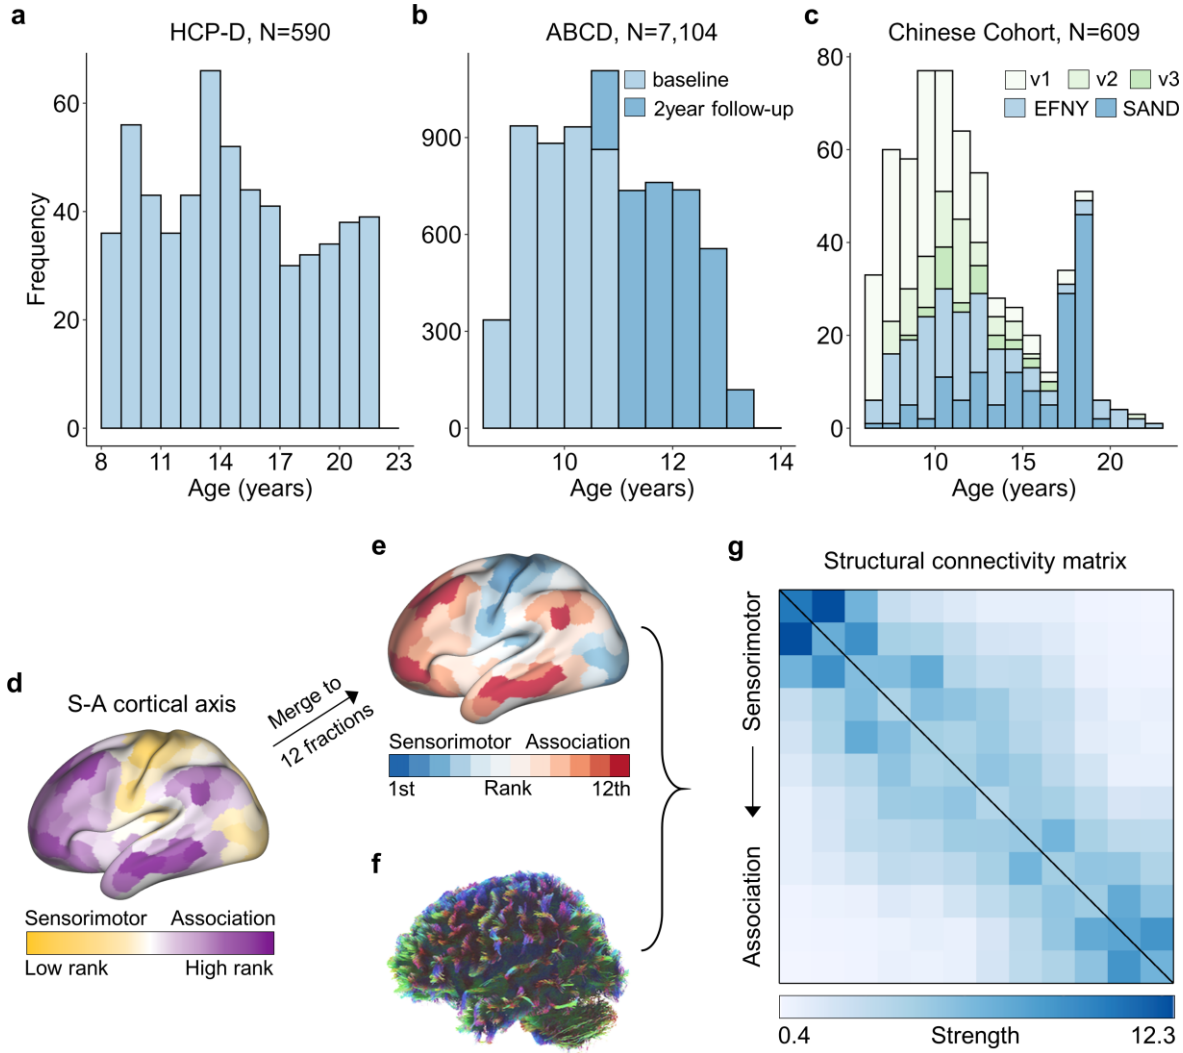 a
HCP-D, N=590
Frequency
60
40
20
0
8 11 14 17 20 23
Age (years)
b
ABCD, N=7,104
baseline
2year follow-up
900
600
300
0
10 12 14
Age (years)
c
Chinese Cohort, N=609
v1 v2 v3
EFNY SAND
80
60
40
20
0
10 15 20
Age (years)
d
S-A cortical axis
Sensorimotor Association
Low rank High rank
Merge to
12 fractions
e
Sensorimotor Association
1st Rank 12th
f
g
Structural connectivity matrix
Sensorimotor
Association
0.4 Strength 12.3